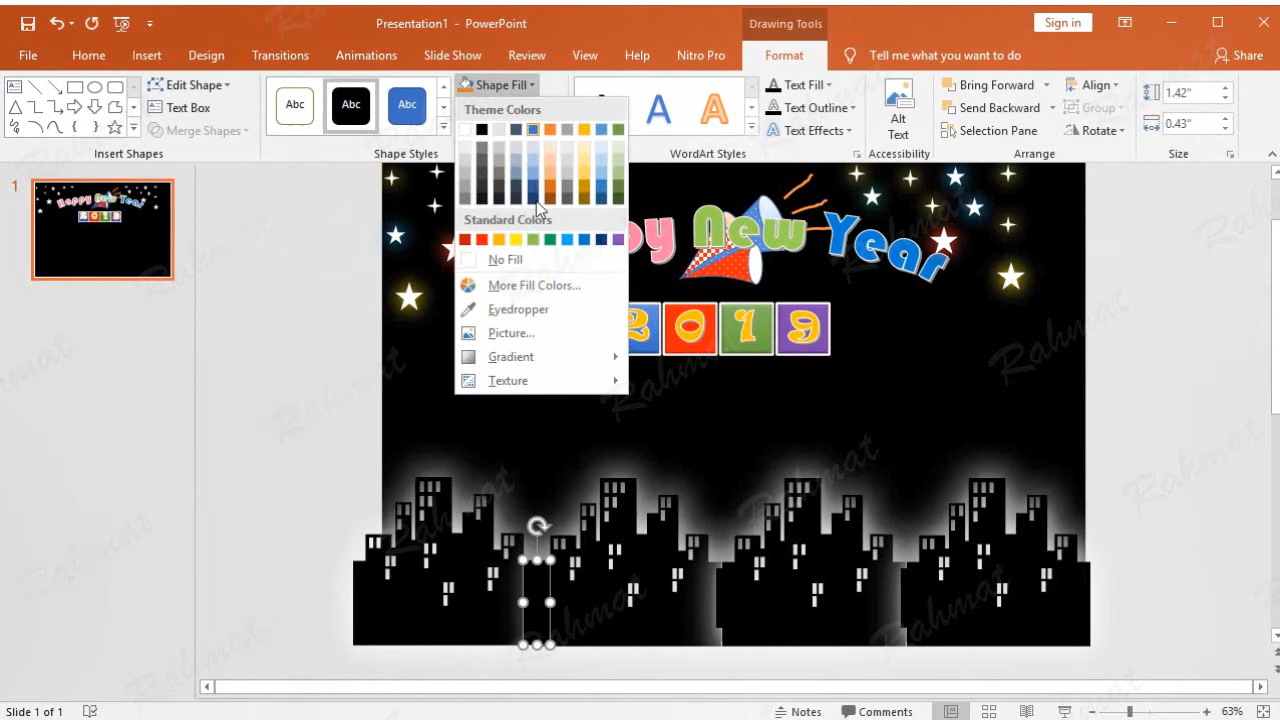 Presentation1 - PowerPoint
Drawing Tools
Sign in
File
Home
Insert
Design
Transitions
Animations
Slide Show
Review
View
Help
Nitro Pro
Format
Tell me what you want to do
Share
Edit Shape
Text Box
Merge Shapes
Insert Shapes
Abc
Abc
Abc
Shape Styles
Shape Fill
A
A
Text Fill
Text Outline
Text Effects
WordArt Styles
Alt
Text
Accessibility
Bring Forward
Send Backward
Selection Pane
Align
Group
Rotate
Arrange
1.42"
0.43"
Size
Theme Colors
Standard Colors
No Fill
More Fill Colors...
Eyedropper
Picture...
Gradient
Texture
1
Happy New Year
2019
py New Year
2019
Rahmat
Slide 1 of 1
Notes
Comments
63%